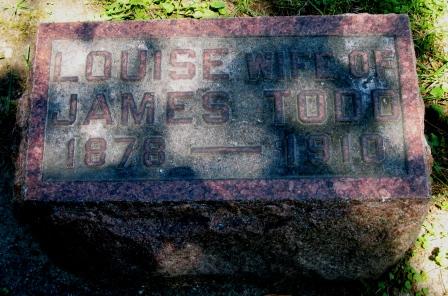 LOUISE WIFE OF
JAMES TODD
1878 — 1910